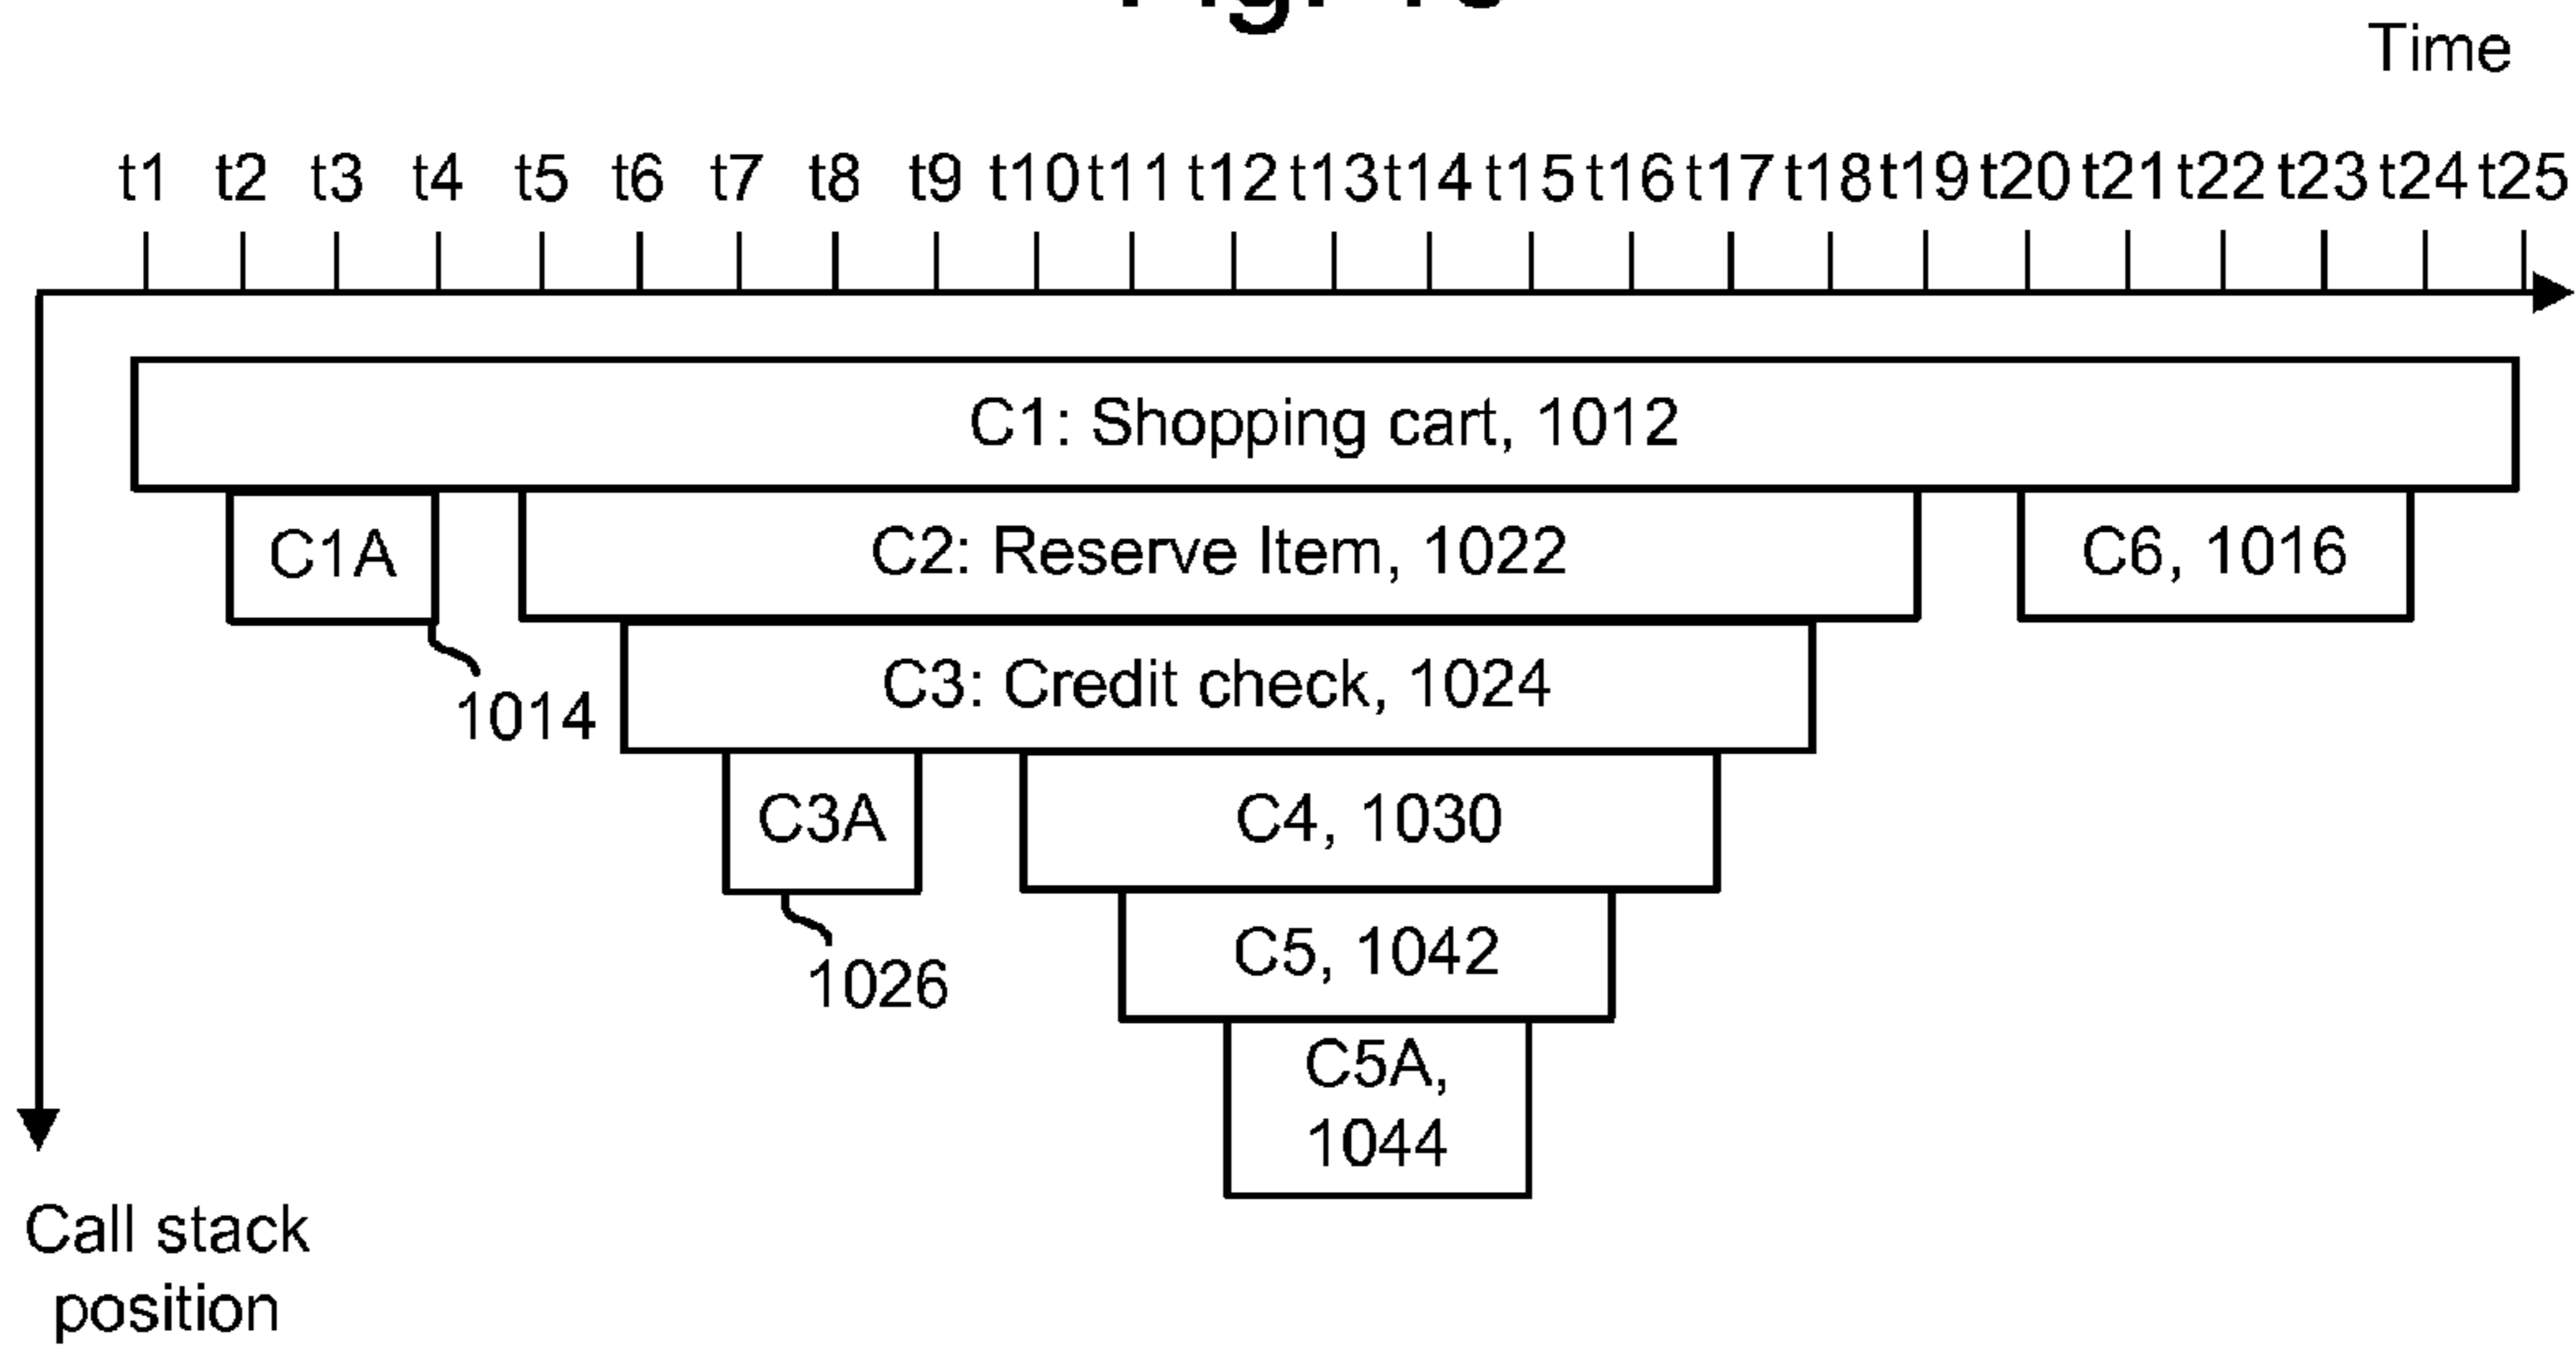 Time
t1 t2 t3 t4 t5 t6 t7 t8 t9 t10 t11 t12 t13 t14 t15 t16 t17 t18 t19 t20 t21 t22 t23 t24 t25
C1: Shopping cart, 1012
C1A
C2: Reserve Item, 1022
C6, 1016
C3: Credit check, 1024
1014
C3A
C4, 1030
C5, 1042
1026
C5A,
1044
Call stack
position